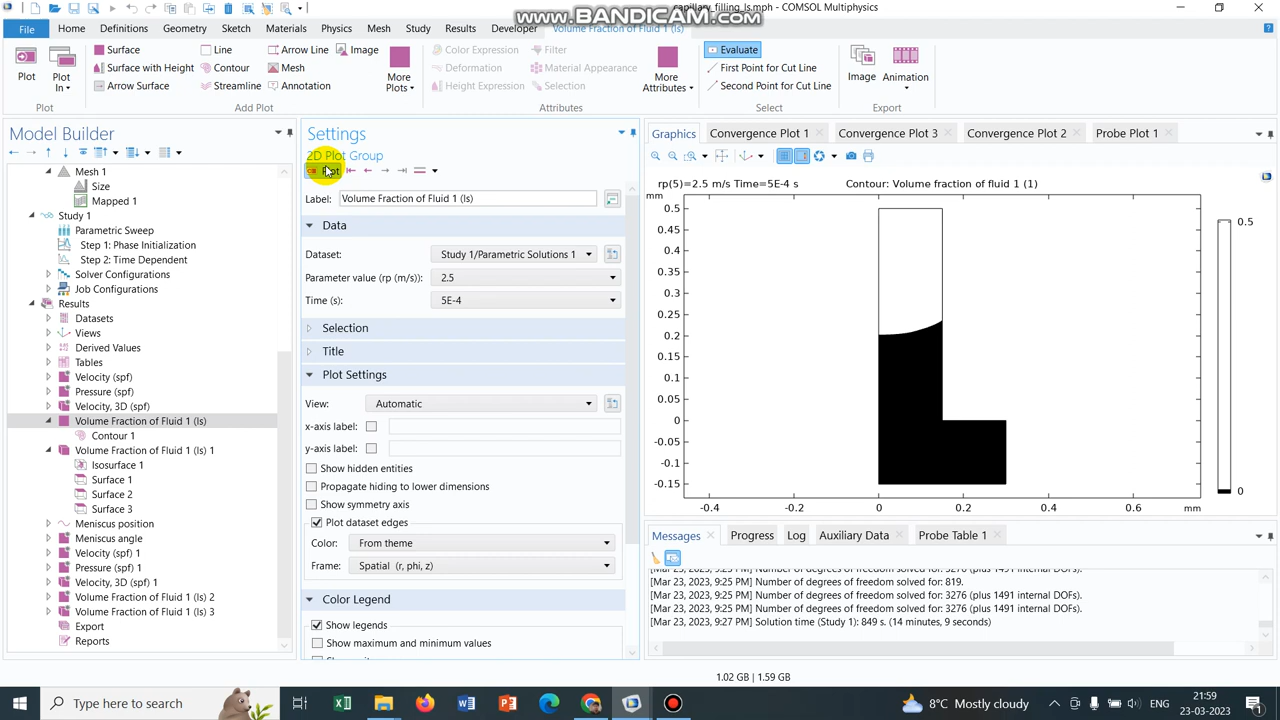 capillary_filling_ls.mph - COMSOL Multiphysics
www.BANDICAM.com
File Home Definitions Geometry Sketch Materials Physics Mesh Study Results Developer Volume Fraction of Fluid 1 (ls)
Plot
Plot In
Plot
Surface
Surface with Height
Arrow Surface
Line
Contour
Streamline
Arrow Line
Mesh
Annotation
Image
More Plots
Add Plot
Color Expression
Deformation
Height Expression
Filter
Material Appearance
Selection
More Attributes
Attributes
Evaluate
First Point for Cut Line
Second Point for Cut Line
Select
Image
Animation
Export
Model Builder
Mesh 1
Size
Mapped 1
Study 1
Parametric Sweep
Step 1: Phase Initialization
Step 2: Time Dependent
Solver Configurations
Job Configurations
Results
Datasets
Views
Derived Values
Tables
Velocity (spf)
Pressure (spf)
Velocity, 3D (spf)
Volume Fraction of Fluid 1 (ls)
Contour 1
Volume Fraction of Fluid 1 (ls) 1
Isosurface 1
Surface 1
Surface 2
Surface 3
Meniscus position
Meniscus angle
Velocity (spf) 1
Pressure (spf) 1
Velocity, 3D (spf) 1
Volume Fraction of Fluid 1 (ls) 2
Volume Fraction of Fluid 1 (ls) 3
Export
Reports
Settings
2D Plot Group
Plot
Label: Volume Fraction of Fluid 1 (ls)
Data
Dataset: Study 1/Parametric Solutions 1
Parameter value (rp (m/s)): 2.5
Time (s): 5E-4
Selection
Title
Plot Settings
View: Automatic
x-axis label:
y-axis label:
Show hidden entities
Propagate hiding to lower dimensions
Show symmetry axis
Plot dataset edges
Color: From theme
Frame: Spatial (r, phi, z)
Color Legend
Show legends
Show maximum and minimum values
Graphics Convergence Plot 1 Convergence Plot 3 Convergence Plot 2 Probe Plot 1
rp(5)=2.5 m/s Time=5E-4 s Contour: Volume fraction of fluid 1 (1)
mm
0.5
0.45
0.4
0.35
0.3
0.25
0.2
0.15
0.1
0.05
0
-0.05
-0.1
-0.15
-0.4 -0.2 0 0.2 0.4 0.6 mm
0.5
0
Messages Progress Log Auxiliary Data Probe Table 1
[Mar 23, 2023, 9:25 PM] Number of degrees of freedom solved for: 3276 (plus 1491 internal DOFs).
[Mar 23, 2023, 9:25 PM] Number of degrees of freedom solved for: 819.
[Mar 23, 2023, 9:25 PM] Number of degrees of freedom solved for: 3276 (plus 1491 internal DOFs).
[Mar 23, 2023, 9:25 PM] Number of degrees of freedom solved for: 3276 (plus 1491 internal DOFs).
[Mar 23, 2023, 9:27 PM] Solution time (Study 1): 849 s. (14 minutes, 9 seconds)
1.02 GB | 1.59 GB
Type here to search
8°C Mostly cloudy
ENG
21:59
23-03-2023